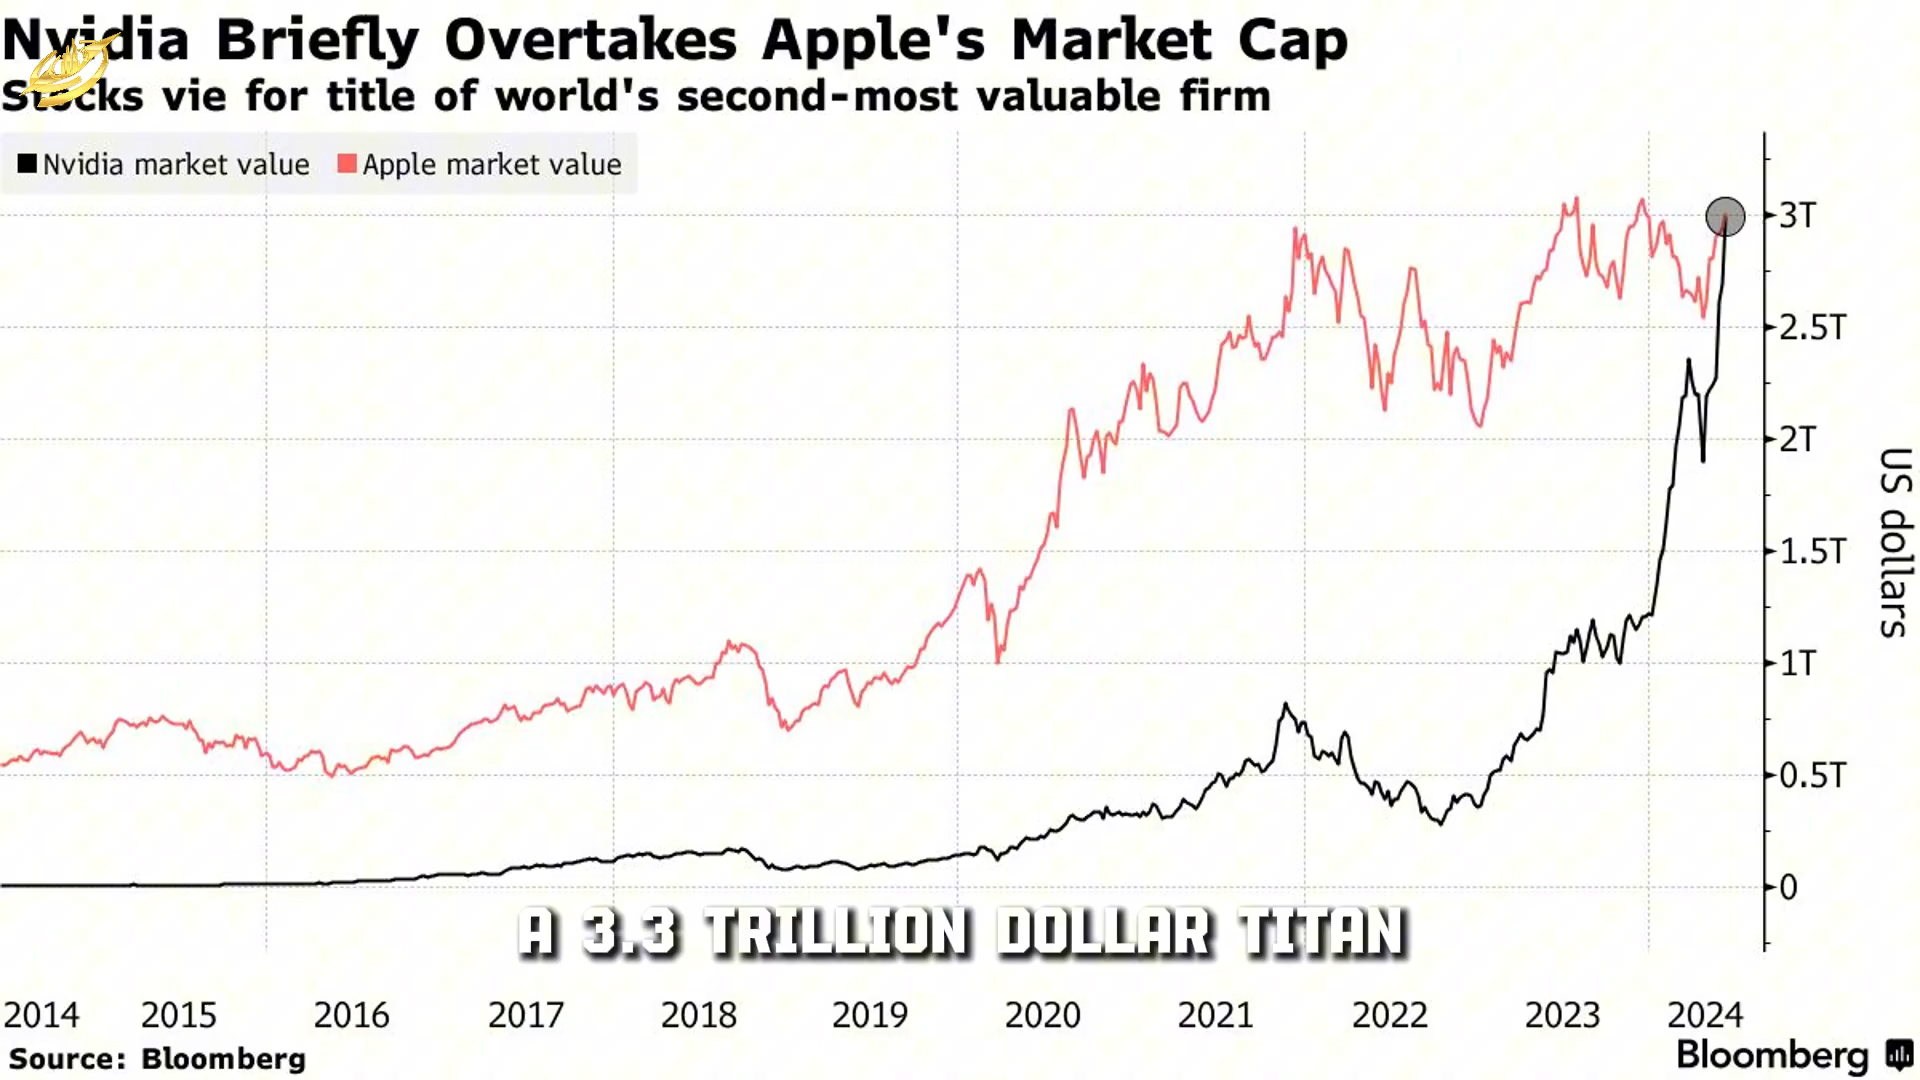 Nvidia Briefly Overtakes Apple's Market Cap
Stocks vie for title of world's second-most valuable firm
Nvidia market value Apple market value
3T
2.5T
2T
1.5T
1T
0.5T
0
US dollars
A 3.3 TRILLION DOLLAR TITAN
2014 2015 2016 2017 2018 2019 2020 2021 2022 2023 2024
Source: Bloomberg
Bloomberg